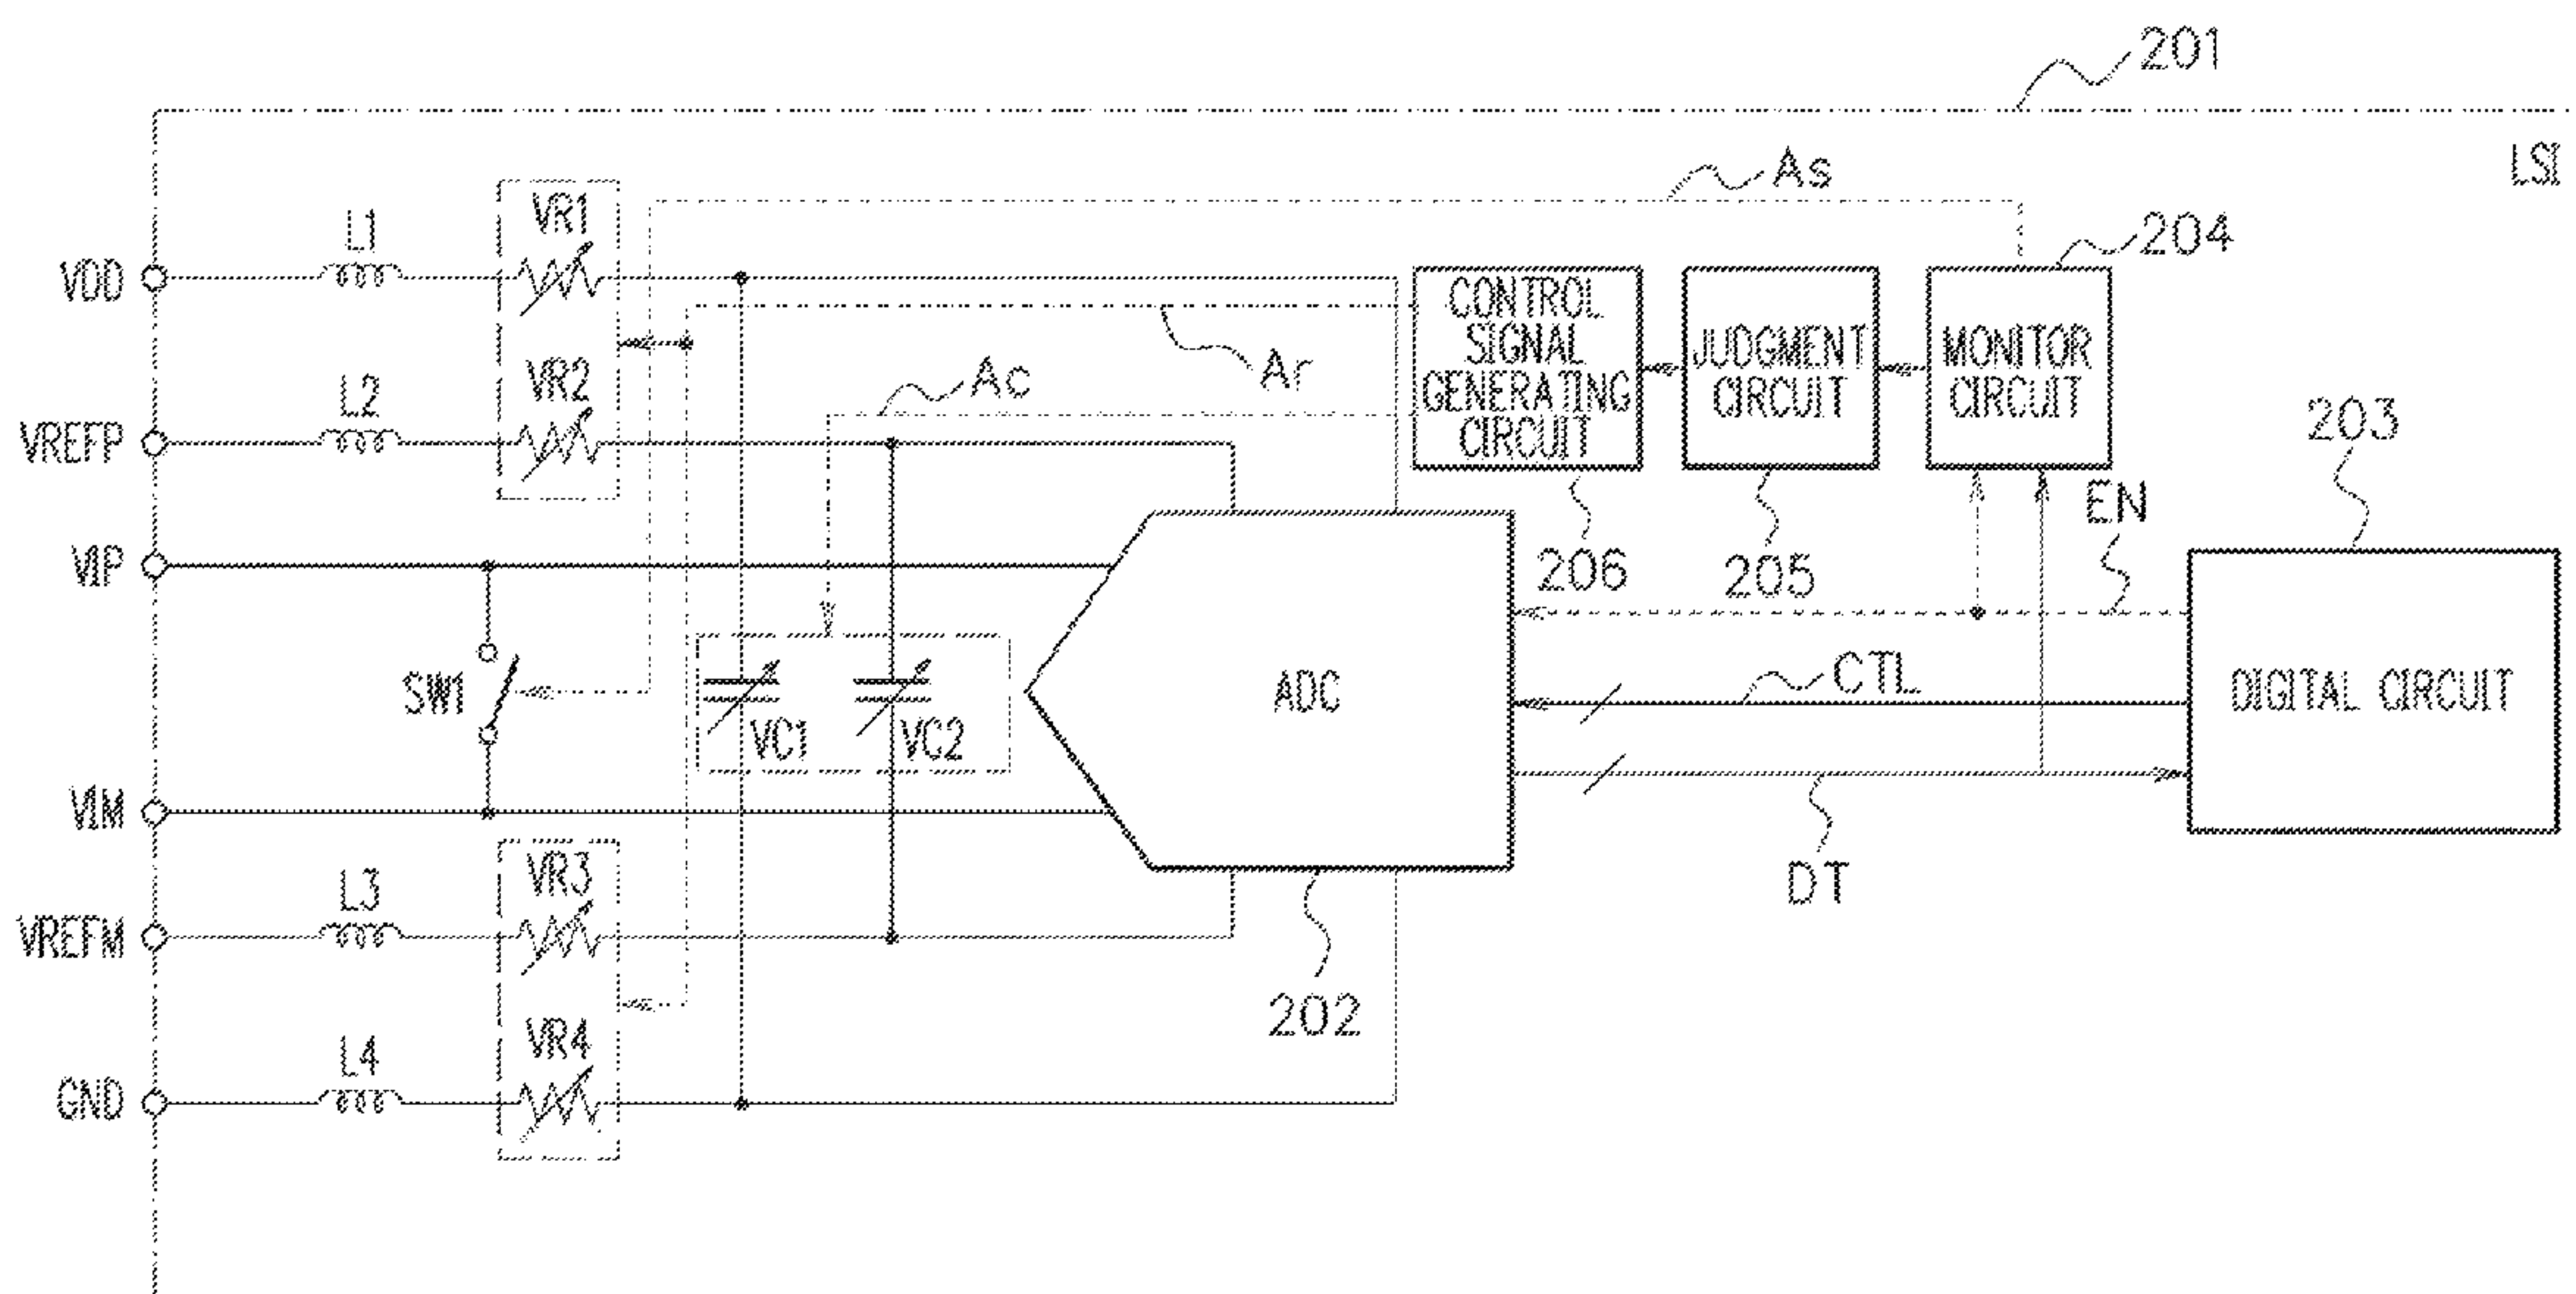 201
LSI
As
VR1
L1
204
VDD
CONTROL
SIGNAL
GENERATING
CIRCUIT
JUDGMENT
CIRCUIT
MONITOR
CIRCUIT
Ar
Ac
VR2
L2
203
VREFP
EN
VIP
206
205
SW1
ADC
CTL
DIGITAL CIRCUIT
VC1
VC2
VIM
VR3
L3
DT
VREFM
202
VR4
L4
GND